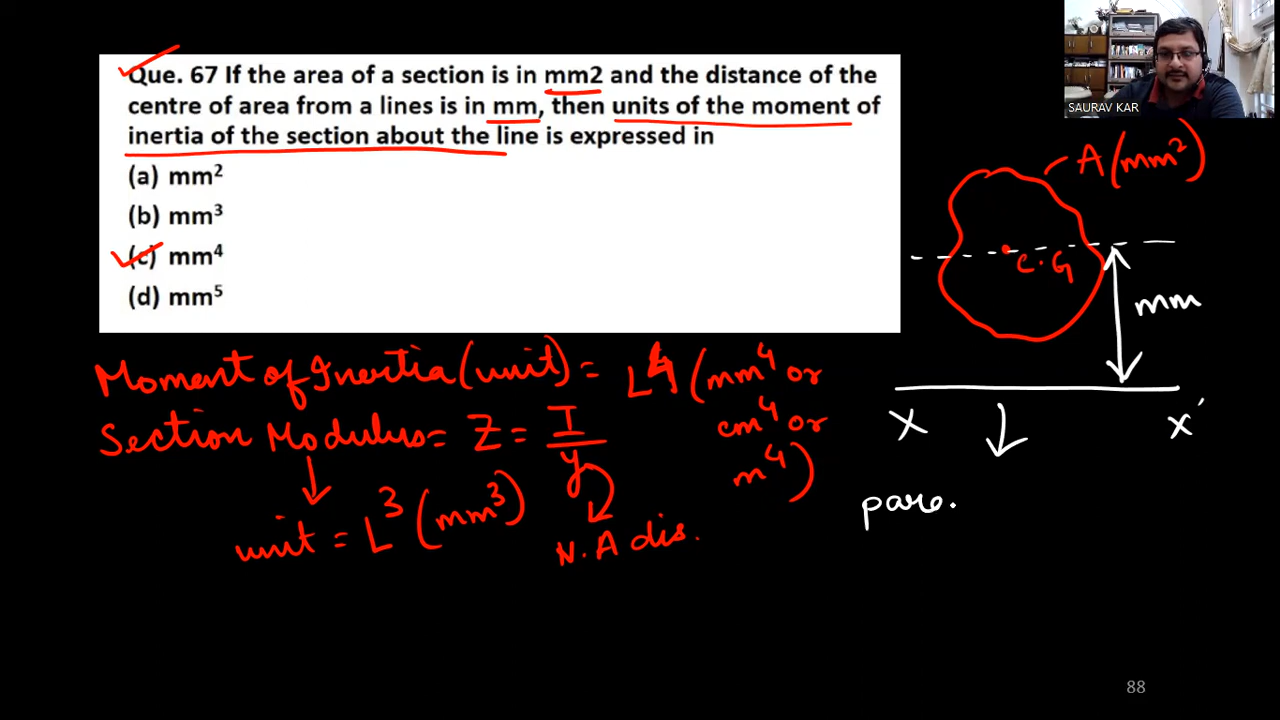 Que. 67 If the area of a section is in mm2 and the distance of the
centre of area from a lines is in mm, then units of the moment of
inertia of the section about the line is expressed in
(a) mm²
(b) mm³
(c) mm⁴
(d) mm⁵
SAURAV KAR
A (mm²)
C.G
mm
X X'
para.
Moment of Inertia (unit) = L⁴ (mm⁴ or
cm⁴ or
m⁴)
Section Modulus = Z = I/y
unit = L³ (mm³)
N.A dis.
88